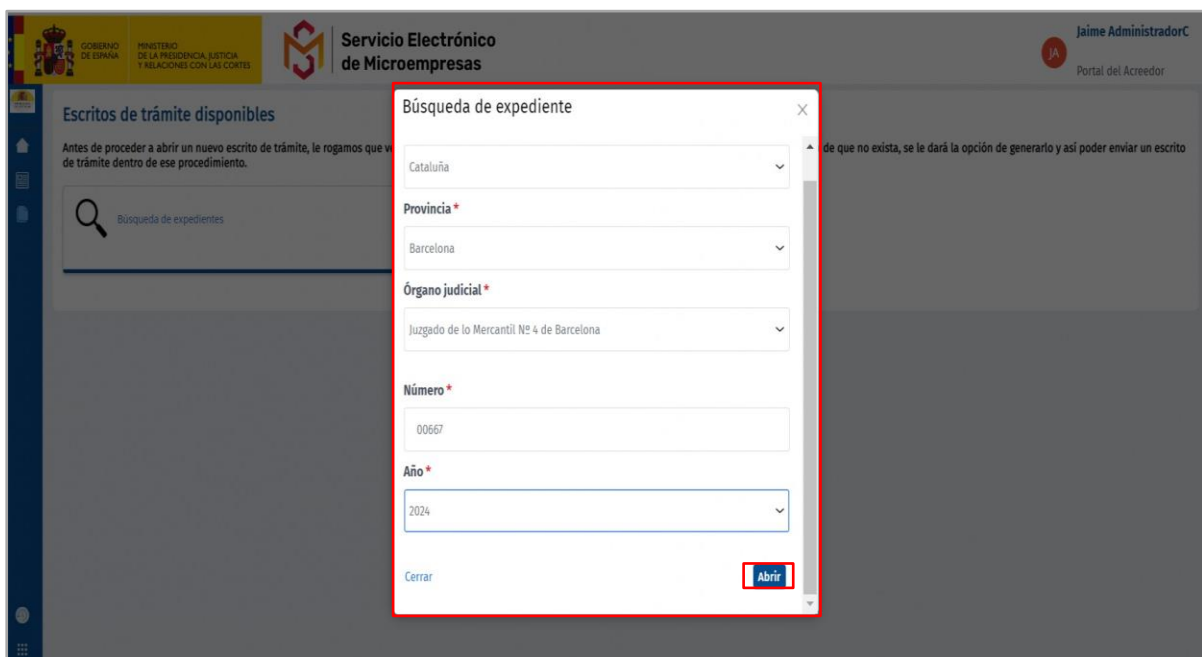 GOBIERNO
DE ESPAÑA
MINISTERIO
DE LA PRESIDENCIA, JUSTICIA
Y RELACIONES CON LAS CORTES
Servicio Electrónico
de Microempresas
Jaime AdministradorC
JA
Portal del Acreedor
Escritos de trámite disponibles
Antes de proceder a abrir un nuevo escrito de trámite, le rogamos que v
de que no exista, se le dará la opción de generarlo y así poder enviar un escrito
de trámite dentro de ese procedimiento.
Búsqueda de expedientes
Búsqueda de expediente
Cataluña
Provincia *
Barcelona
Órgano judicial *
Juzgado de lo Mercantil Nº 4 de Barcelona
Número *
00667
Año *
2024
Cerrar
Abrir